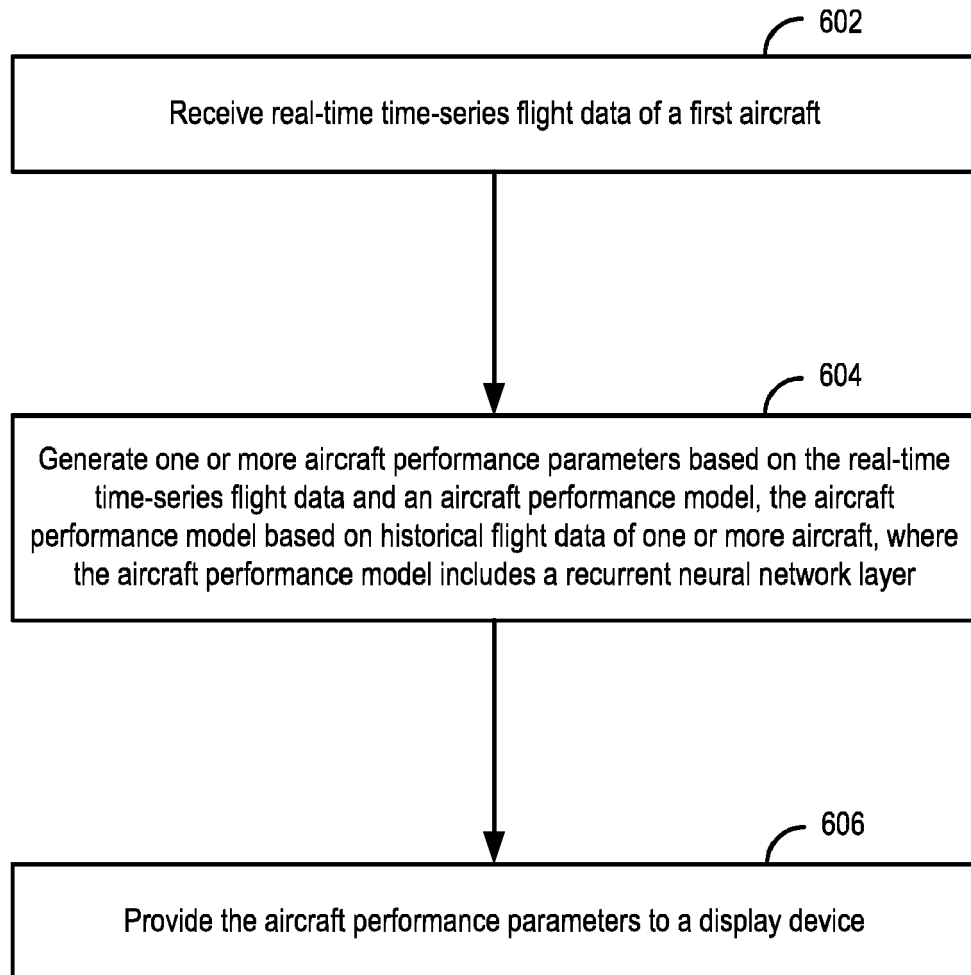 602
Receive real-time time-series flight data of a first aircraft
604
Generate one or more aircraft performance parameters based on the real-time
time-series flight data and an aircraft performance model, the aircraft
performance model based on historical flight data of one or more aircraft, where
the aircraft performance model includes a recurrent neural network layer
606
Provide the aircraft performance parameters to a display device